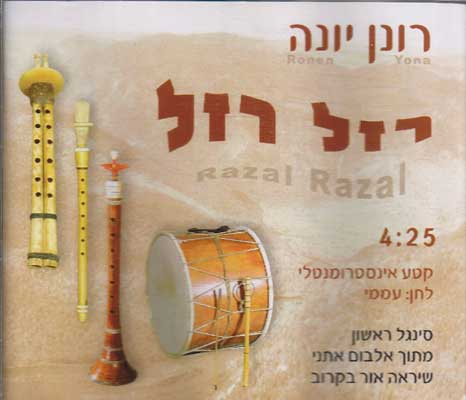 רונן יונה
Ronen Yona
רזל רזל
Razal Razal
4:25
קטע אינסטרומנטלי
לחן: עממי
סינגל ראשון
מתוך אלבום אתני
שיראה אור בקרוב